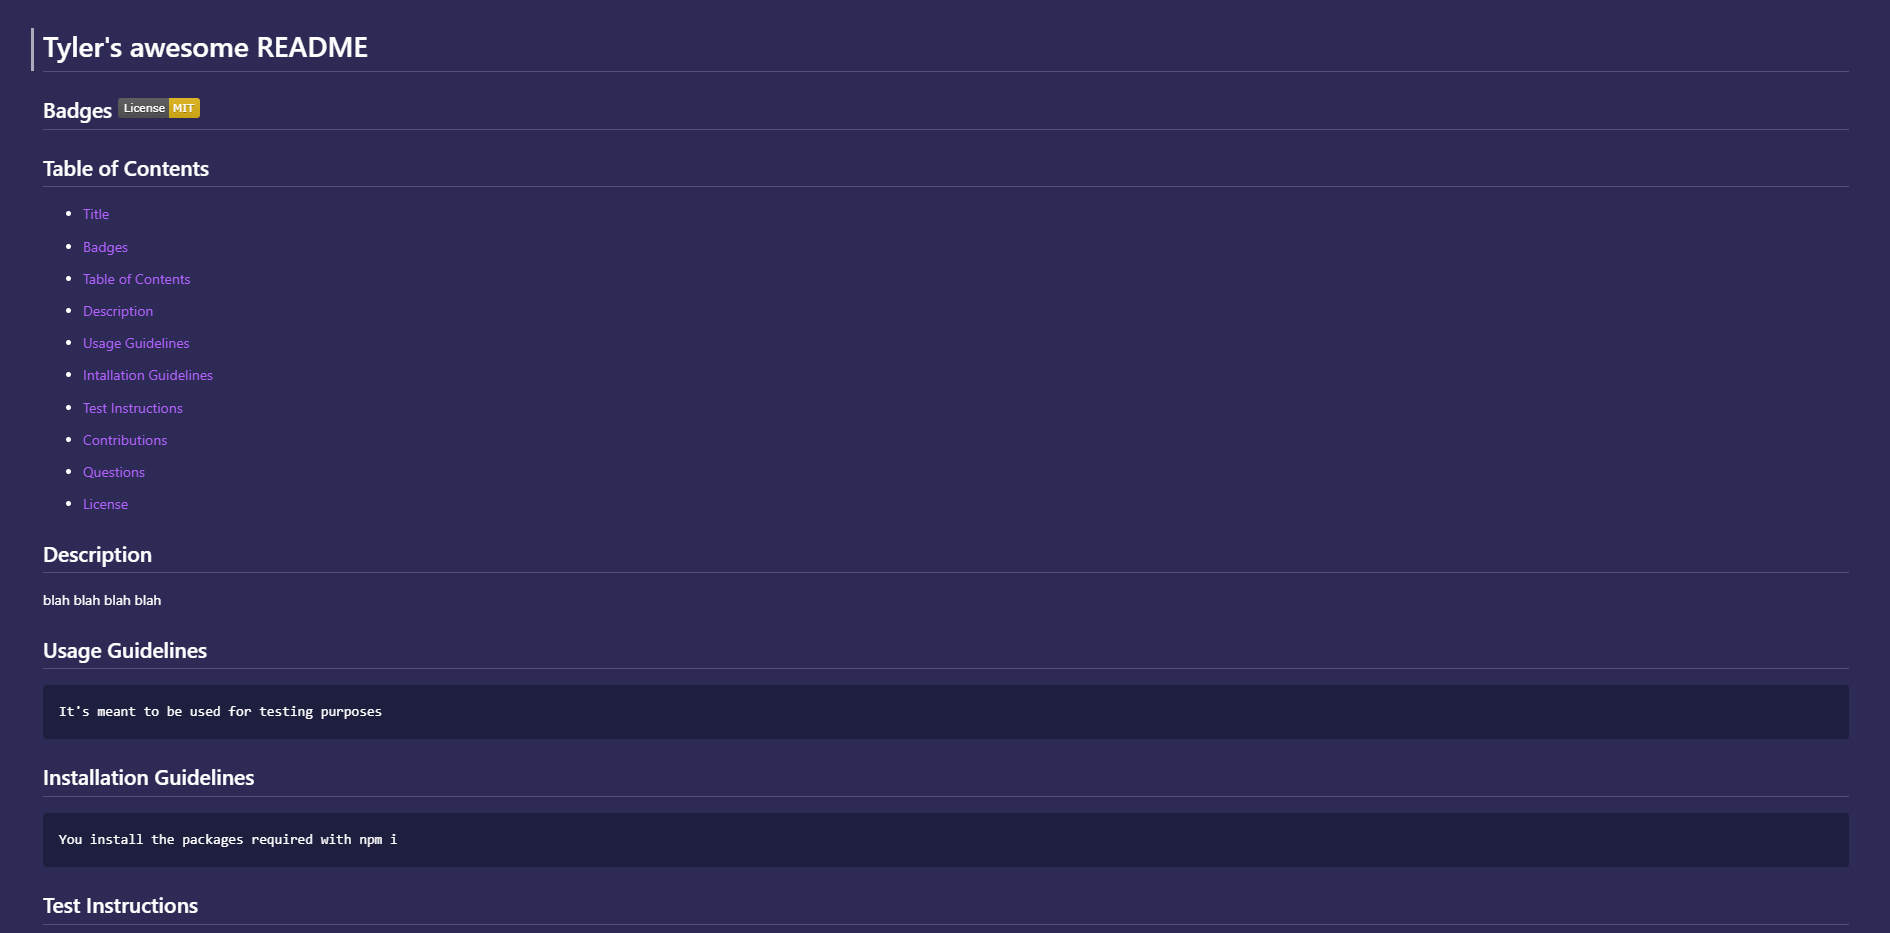 Tyler's awesome README
Badges License MIT
Table of Contents
Title
Badges
Table of Contents
Description
Usage Guidelines
Intallation Guidelines
Test Instructions
Contributions
Questions
License
Description
blah blah blah blah
Usage Guidelines
It's meant to be used for testing purposes
Installation Guidelines
You install the packages required with npm i
Test Instructions